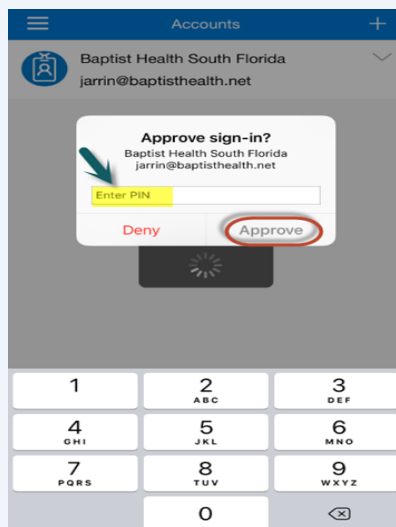 Accounts
Baptist Health South Florida
jarrin@baptisthealth.net
Approve sign-in?
Baptist Health South Florida
jarrin@baptisthealth.net
Enter PIN
Deny Approve
1 2 3
ABC DEF
4 5 6
GHI JKL MNO
7 8 9
PQRS TUV WXYZ
0